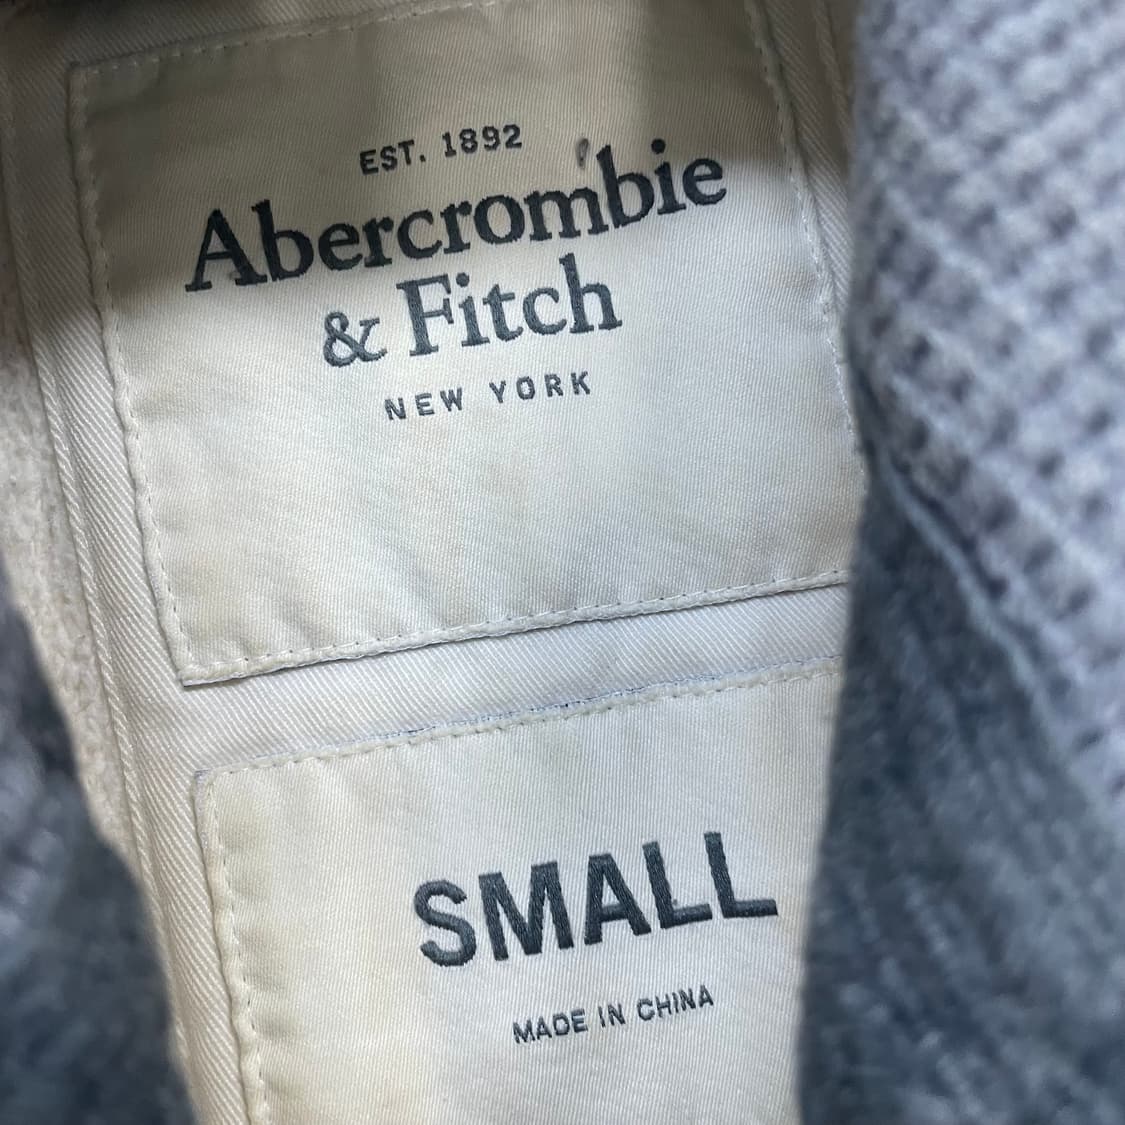 EST. 1892
Abercrombie
& Fitch
NEW YORK
SMALL
MADE IN CHINA